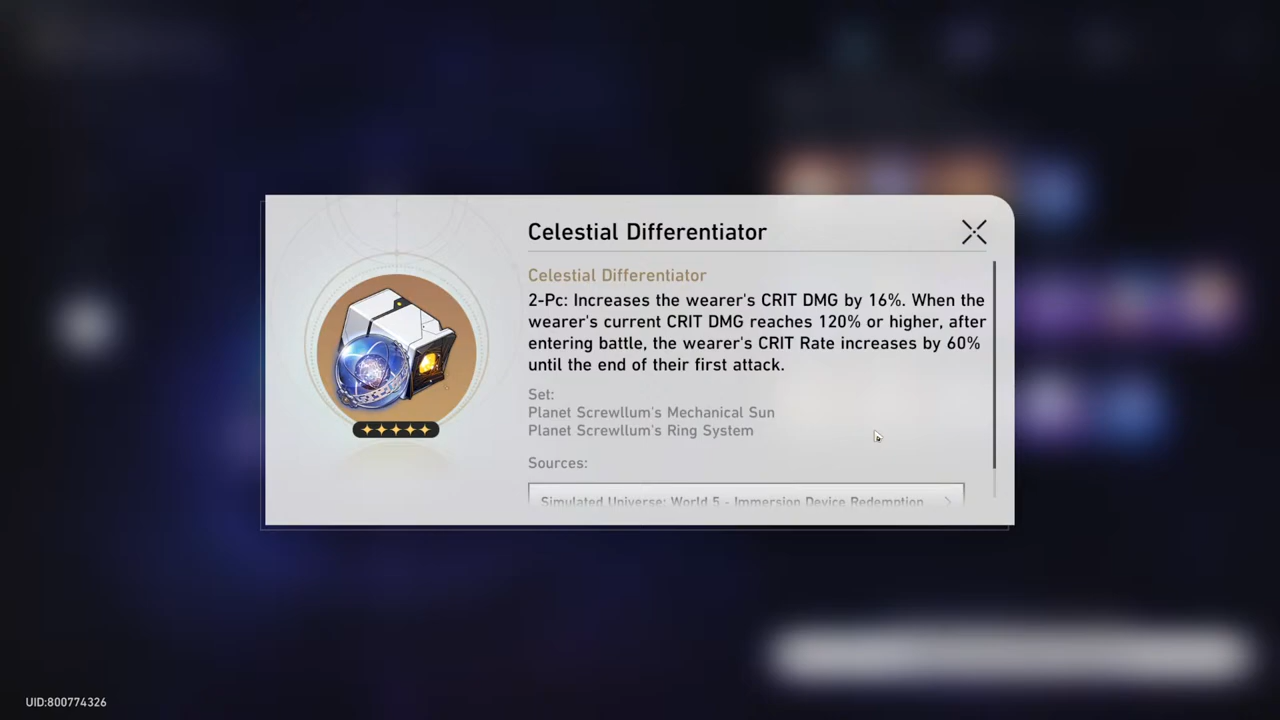 Celestial Differentiator
Celestial Differentiator
2-Pc: Increases the wearer's CRIT DMG by 16%. When the
wearer's current CRIT DMG reaches 120% or higher, after
entering battle, the wearer's CRIT Rate increases by 60%
until the end of their first attack.
Set:
Planet Screwllum's Mechanical Sun
Planet Screwllum's Ring System
Sources:
Simulated Universe: World 5 - Immersion Device Redemption
UID:800774326